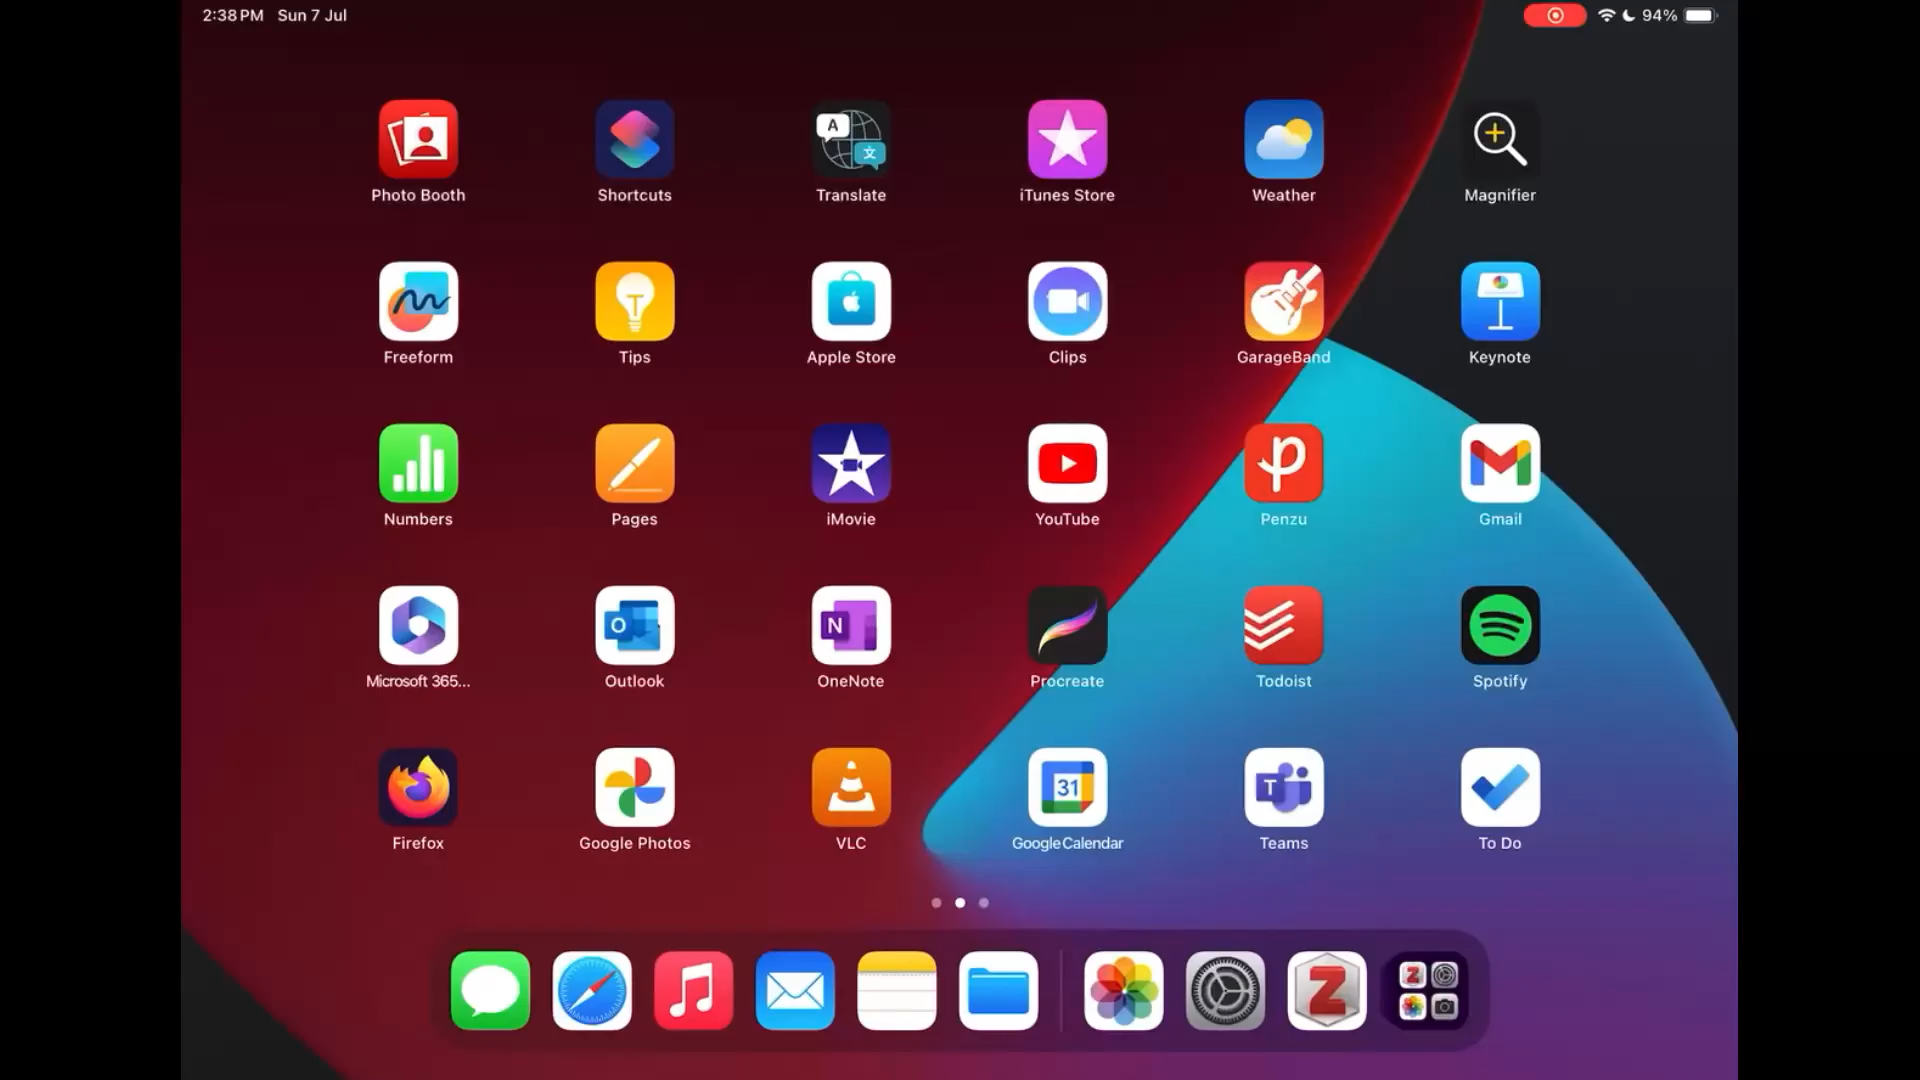 2:38 PM Sun 7 Jul 94%
Photo Booth Shortcuts Translate iTunes Store Weather Magnifier
Freeform Tips Apple Store Clips GarageBand Keynote
Numbers Pages iMovie YouTube Penzu Gmail
Microsoft 365... Outlook OneNote Procreate Todoist Spotify
31
Firefox Google Photos VLC Google Calendar Teams To Do